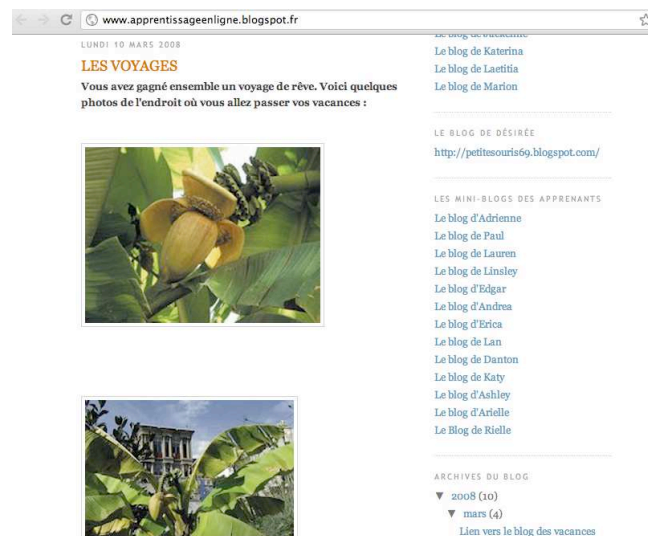 www.apprentissageenligne.blogspot.fr
LUNDI 10 MARS 2008
LES VOYAGES
Vous avez gagné ensemble un voyage de rêve. Voici quelques
photos de l'endroit où vous allez passer vos vacances :
Le blog de Katerina
Le blog de Laetitia
Le blog de Marion
LE BLOG DE DÉSIRÉE
http://petitesouris69.blogspot.com/
LES MINI-BLOGS DES APPRENANTS
Le blog d'Adrienne
Le blog de Paul
Le blog de Lauren
Le blog de Linsley
Le blog d'Edgar
Le blog d'Andrea
Le blog d'Erica
Le blog de Lan
Le blog de Danton
Le blog de Katy
Le blog d'Ashley
Le blog d'Arielle
Le Blog de Rielle
ARCHIVES DU BLOG
▼ 2008 (10)
▼ mars (4)
Lien vers le blog des vacances